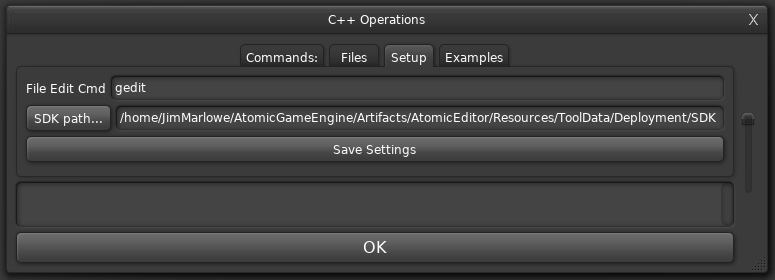 C++ Operations X
Commands: Files Setup Examples
File Edit Cmd gedit
SDK path... /home/JimMarlowe/AtomicGameEngine/Artifacts/AtomicEditor/Resources/ToolData/Deployment/SDK
Save Settings
OK